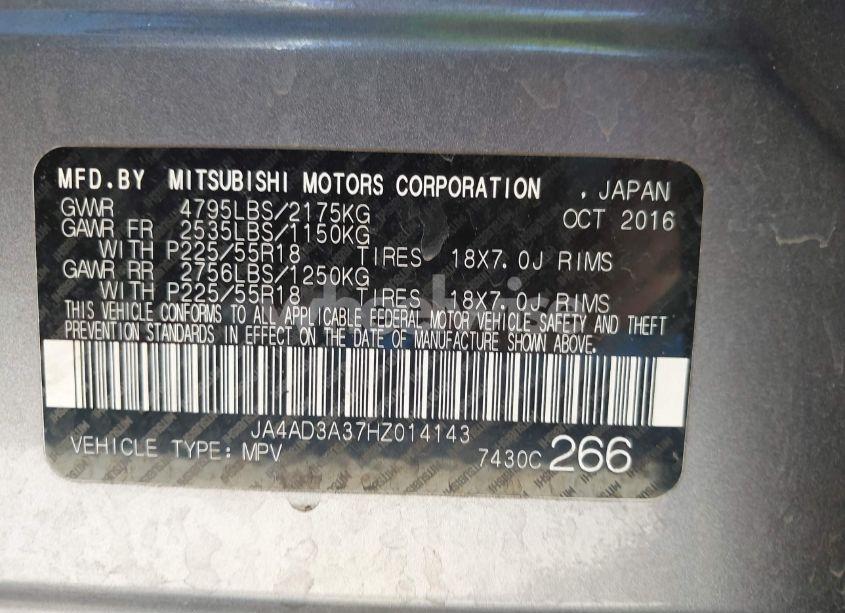 MFD.BY MITSUBISHI MOTORS CORPORATION . JAPAN
GVWR 4795LBS/2175KG OCT 2016
GAWR FR 2535LBS/1150KG
WITH P225/55R18 TIRES 18X7.0J RIMS
GAWR RR 2756LBS/1250KG
WITH P225/55R18 TIRES 18X7.0J RIMS
THIS VEHICLE CONFORMS TO ALL APPLICABLE FEDERAL MOTOR VEHICLE SAFETY AND THEFT
PREVENTION STANDARDS IN EFFECT ON THE DATE OF MANUFACTURE SHOWN ABOVE.
JA4AD3A37HZ014143
VEHICLE TYPE: MPV 7430C 266